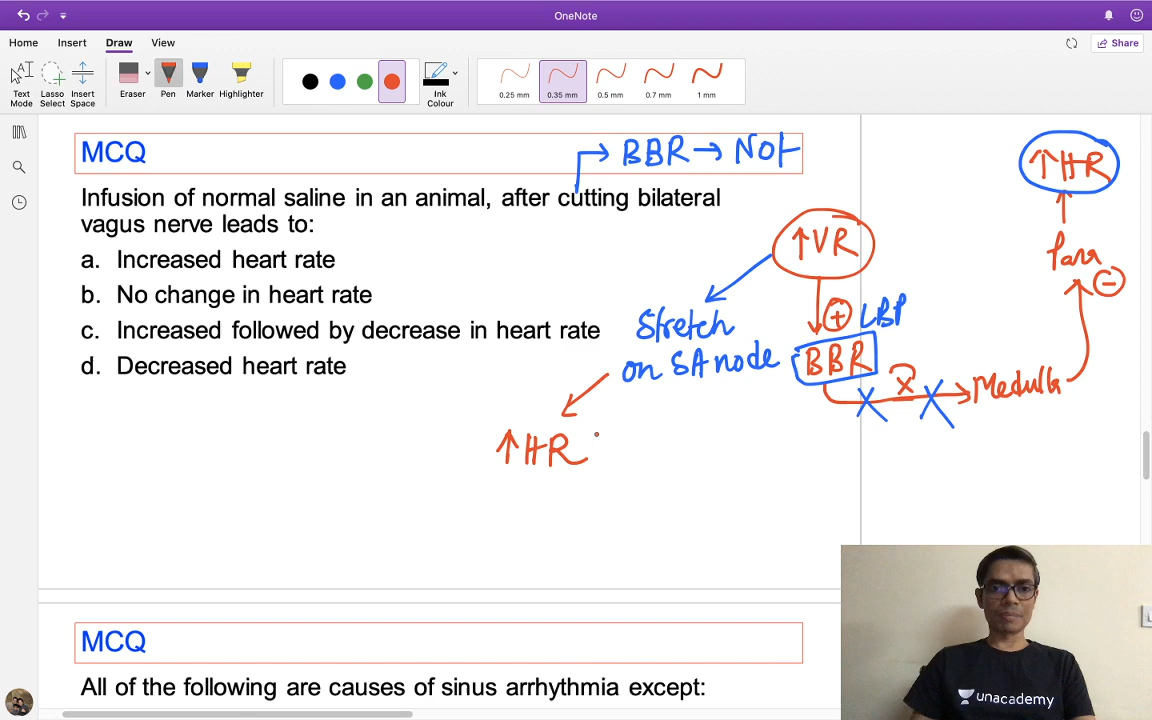 OneNote
Home Insert Draw View
Share
Text Mode
Lasso Select
Insert Space
Eraser
Pen
Marker
Highlighter
Ink Colour
0.25 mm
0.35 mm
0.5 mm
0.7 mm
1 mm
MCQ
BBR → Not
↑HR
Infusion of normal saline in an animal, after cutting bilateral
vagus nerve leads to:
a. Increased heart rate
b. No change in heart rate
c. Increased followed by decrease in heart rate
d. Decreased heart rate
↑VR
Para
Stretch
on SA node
LBP
BBR
X
Medulla
↑HR
MCQ
All of the following are causes of sinus arrhythmia except:
unacademy